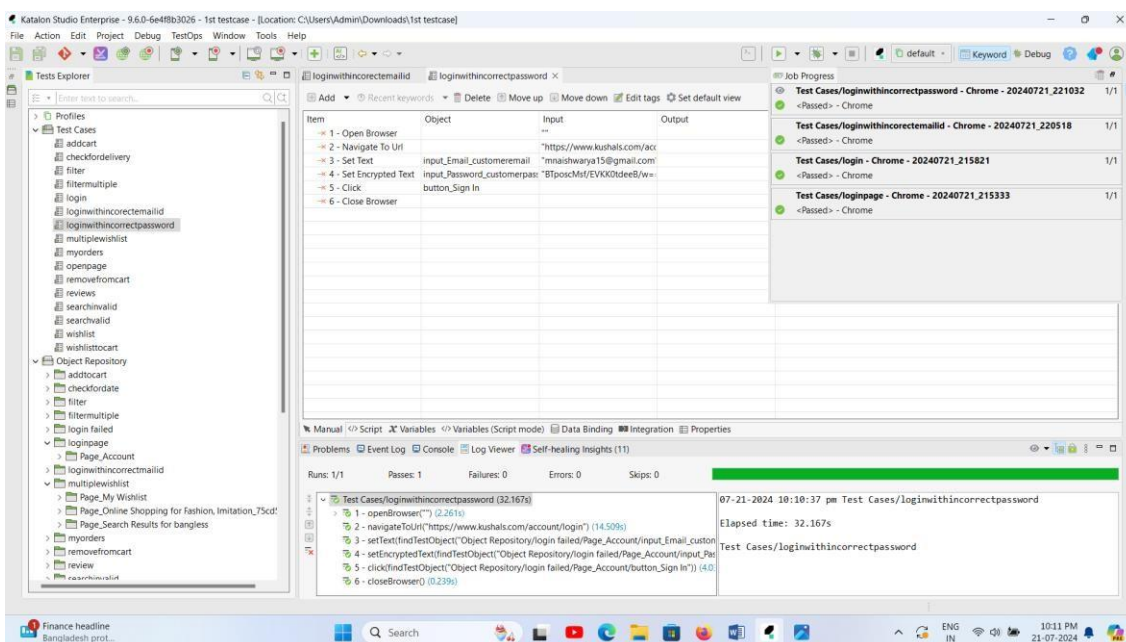 Katalon Studio Enterprise - 9.6.0-6e4f8b3026 - 1st testcase - [Location: C:\Users\Admin\Downloads\1st testcase]
File Action Edit Project Debug TestOps Window Tools Help
default
Keyword Debug
Tests Explorer
Enter text to search...
Profiles
Test Cases
addcart
checkfordelivery
filter
filtermultiple
login
loginwithincorectemailid
loginwithincorrectpassword
multiplewishlist
myorders
openpage
removefromcart
reviews
searchinvalid
searchvalid
wishlist
wishlisttocart
Object Repository
addtocart
checkfordate
filter
filtermultiple
login failed
loginpage
Page_Account
loginwithincorrectmailid
multiplewishlist
Page_My Wishlist
Page_Online Shopping for Fashion, Imitation_75cd
Page_Search Results for bangless
myorders
removefromcart
review
searchinvalid
loginwithincorectemailid loginwithincorrectpassword
Add Recent keywords Delete Move up Move down Edit tags Set default view
Item Object Input Output
1 - Open Browser ""
2 - Navigate To Url "https://www.kushals.com/acc
3 - Set Text input_Email_customeremail "mnaishwarya15@gmail.com"
4 - Set Encrypted Text input_Password_customerpas
5 - Click button_Sign In
6 - Close Browser
Job Progress
Test Cases/loginwithincorrectpassword - Chrome - 20240721_221032 1/1
<Passed> - Chrome
Test Cases/loginwithincorectemailid - Chrome - 20240721_220518 1/1
<Passed> - Chrome
Test Cases/login - Chrome - 20240721_215821 1/1
<Passed> - Chrome
Test Cases/loginpage - Chrome - 20240721_215333 1/1
<Passed> - Chrome
Manual Script Variables Variables (Script mode) Data Binding Integration Properties
Problems Event Log Console Log Viewer Self-healing Insights (11)
Runs: 1/1 Passes: 1 Failures: 0 Errors: 0 Skips: 0
Test Cases/loginwithincorrectpassword (32.167s)
1 - openBrowser("") (2.261s)
2 - navigateToUrl("https://www.kushals.com/account/login") (14.509s)
3 - setText(findTestObject("Object Repository/login failed/Page_Account/input_Email_custon
4 - setEncryptedText(findTestObject("Object Repository/login failed/Page_Account/input_Pas
5 - click(findTestObject("Object Repository/login failed/Page_Account/button_Sign In")) (4.0
6 - closeBrowser() (0.239s)
07-21-2024 10:10:37 pm Test Cases/loginwithincorrectpassword
Elapsed time: 32.167s
Test Cases/loginwithincorrectpassword
1
Finance headline
Bangladesh prot...
Search
ENG
IN
10:11 PM
21-07-2024